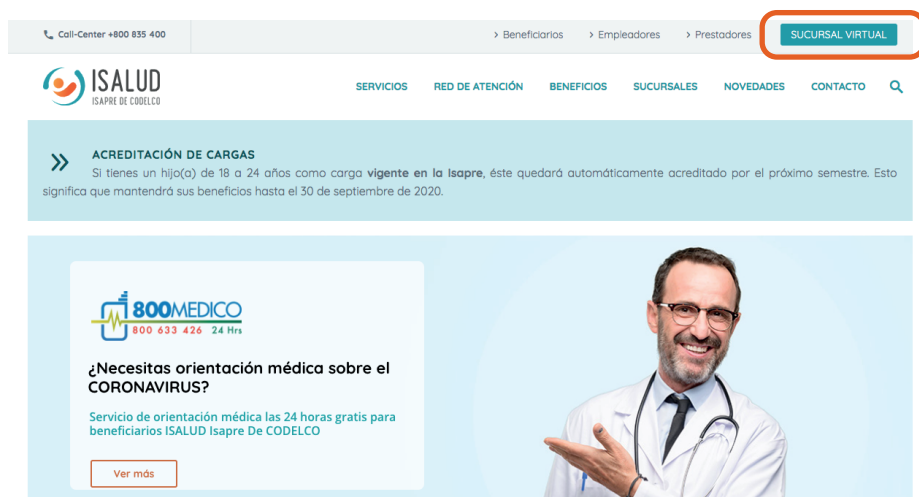 Call-Center +800 835 400
> Beneficiarios > Empleadores > Prestadores SUCURSAL VIRTUAL
ISALUD
ISAPRE DE CODELCO
SERVICIOS RED DE ATENCIÓN BENEFICIOS SUCURSALES NOVEDADES CONTACTO
ACREDITACIÓN DE CARGAS
Si tienes un hijo(a) de 18 a 24 años como carga vigente en la Isapre, éste quedará automáticamente acreditado por el próximo semestre. Esto
significa que mantendrá sus beneficios hasta el 30 de septiembre de 2020.
800MEDICO
800 633 426 24 Hrs
¿Necesitas orientación médica sobre el
CORONAVIRUS?
Servicio de orientación médica las 24 horas gratis para
beneficiarios ISALUD Isapre De CODELCO
Ver más